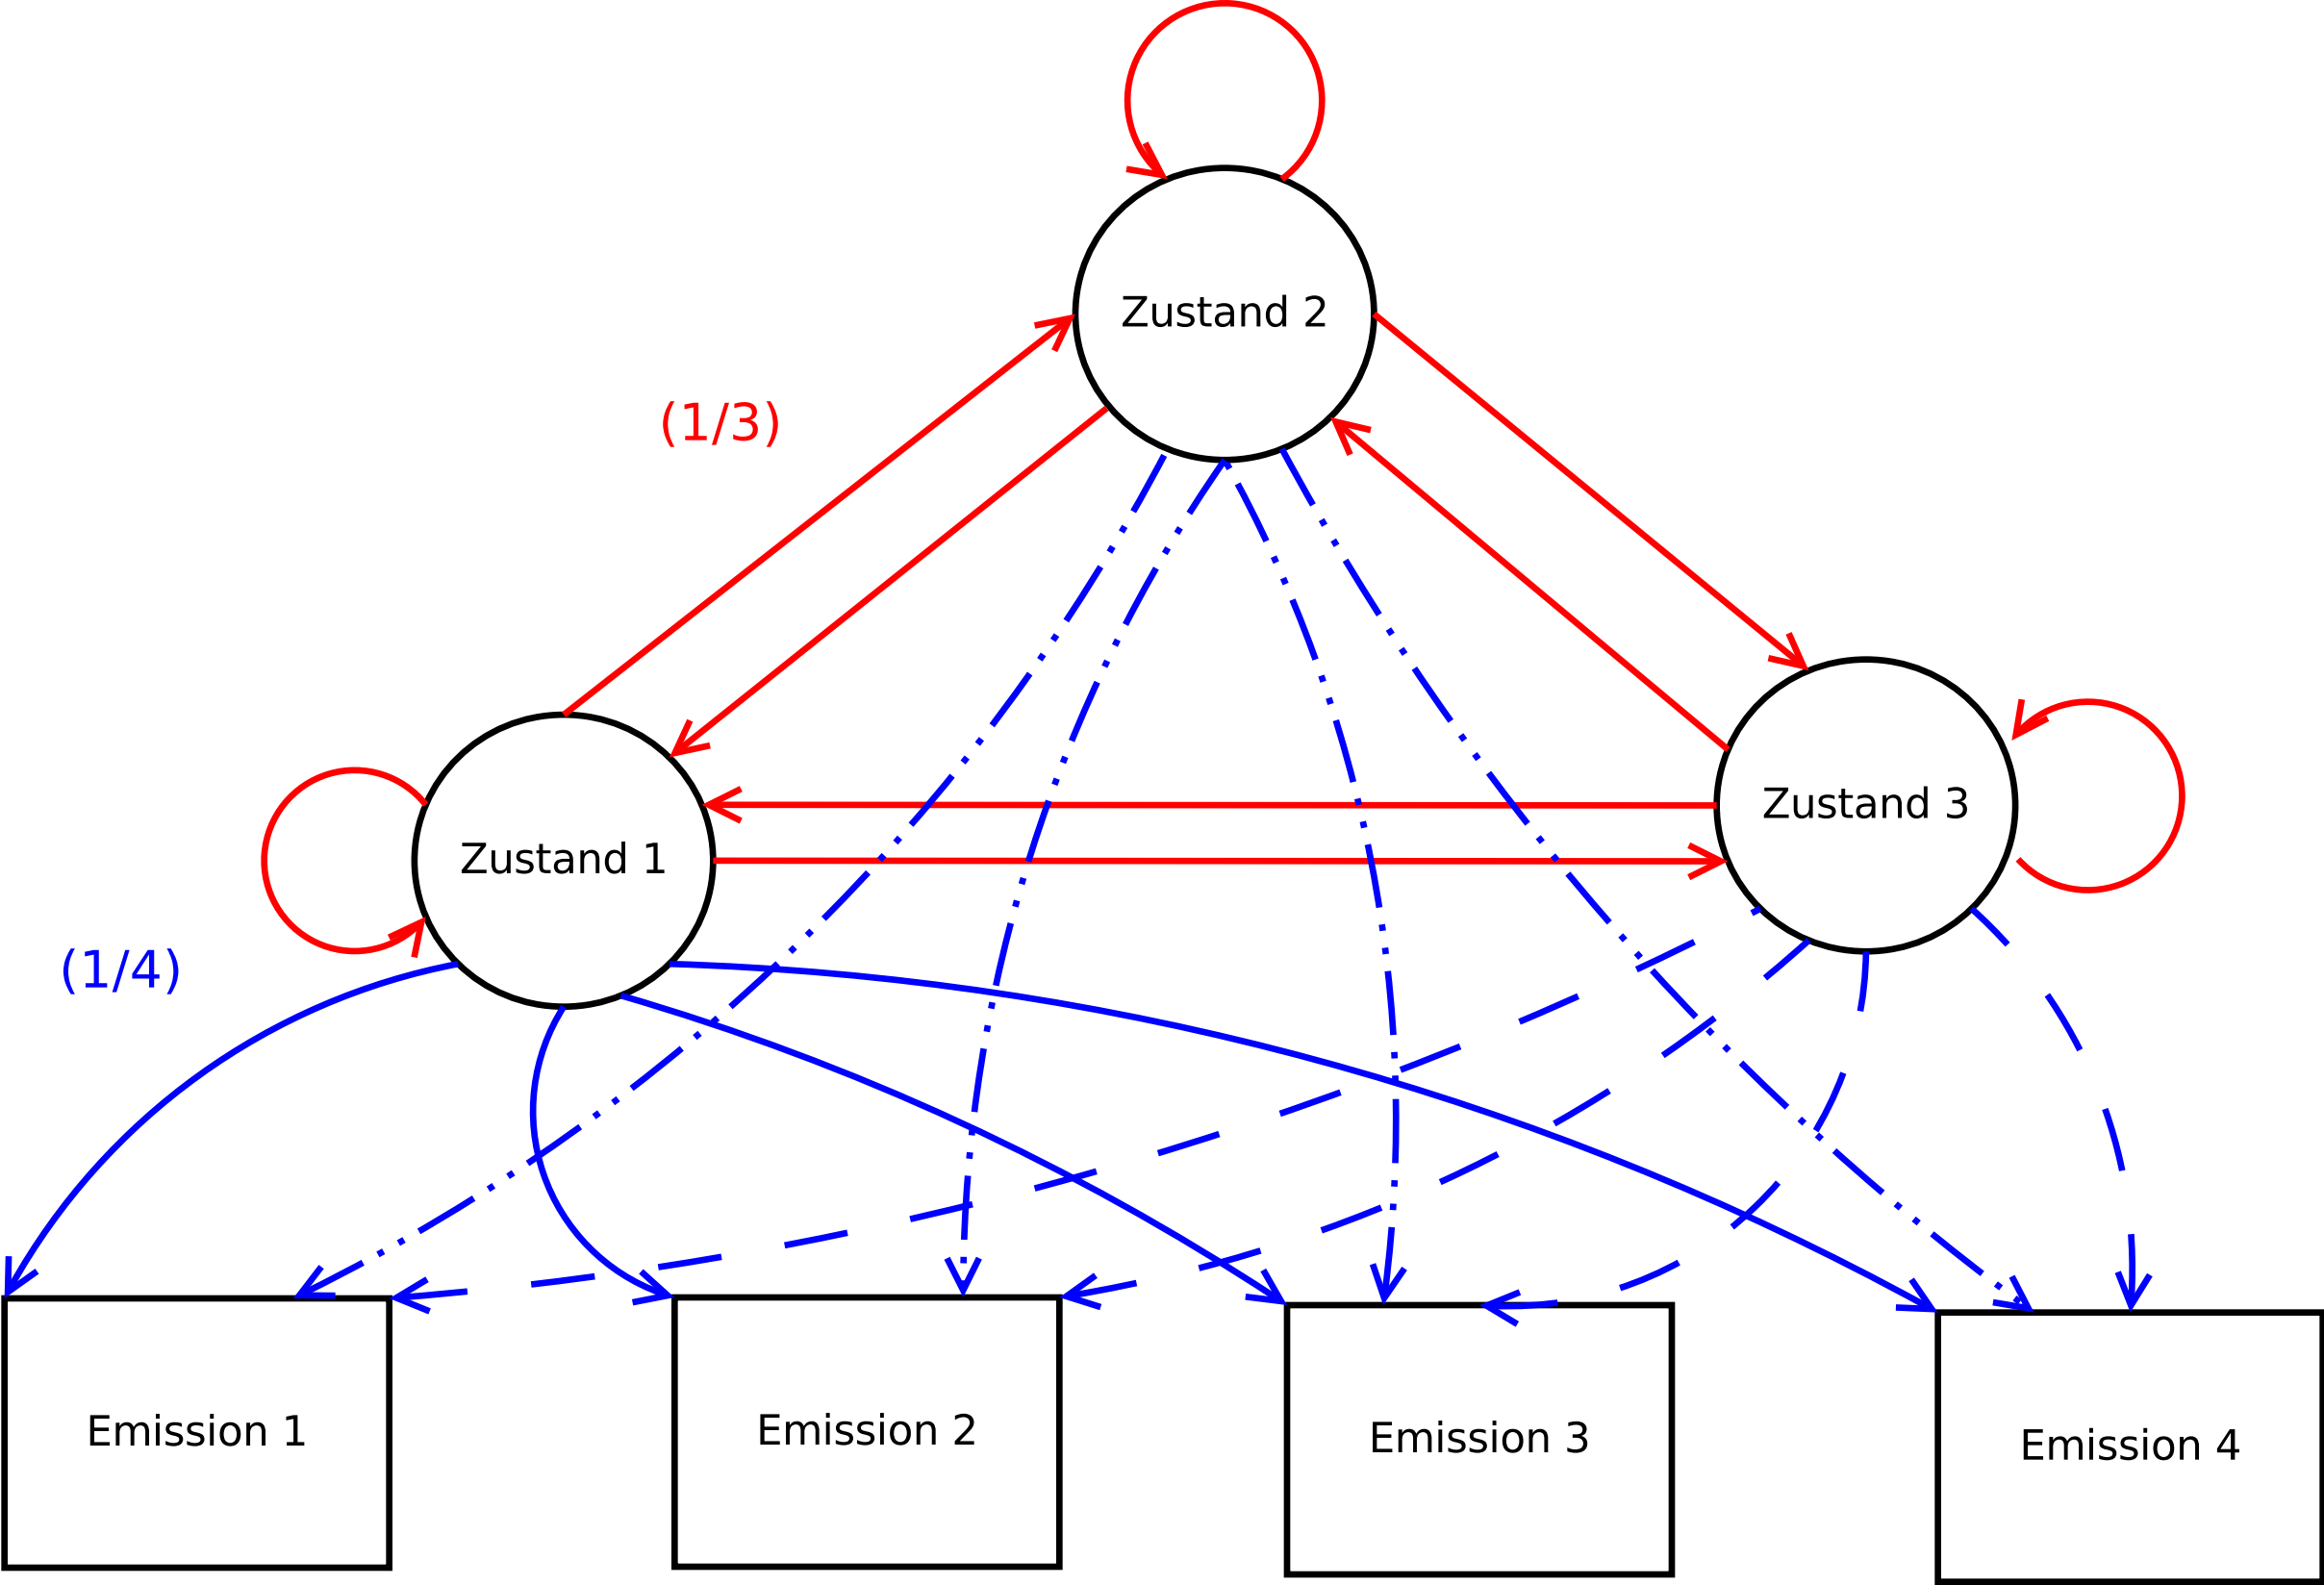 Zustand 2
(1/3)
Zustand 3
Zustand 1
(1/4)
Emission 1
Emission 2
Emission 3
Emission 4